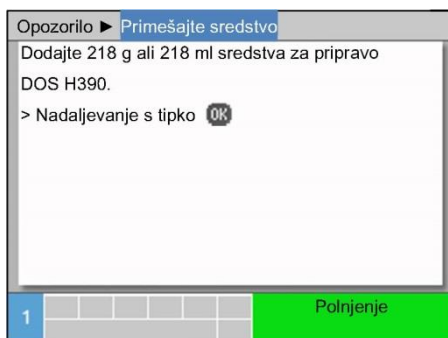 Opozorilo ► Primešajte sredstvo
Dodajte 218 g ali 218 ml sredstva za pripravo
DOS H390.
> Nadaljevanje s tipko OK
1 Polnjenje